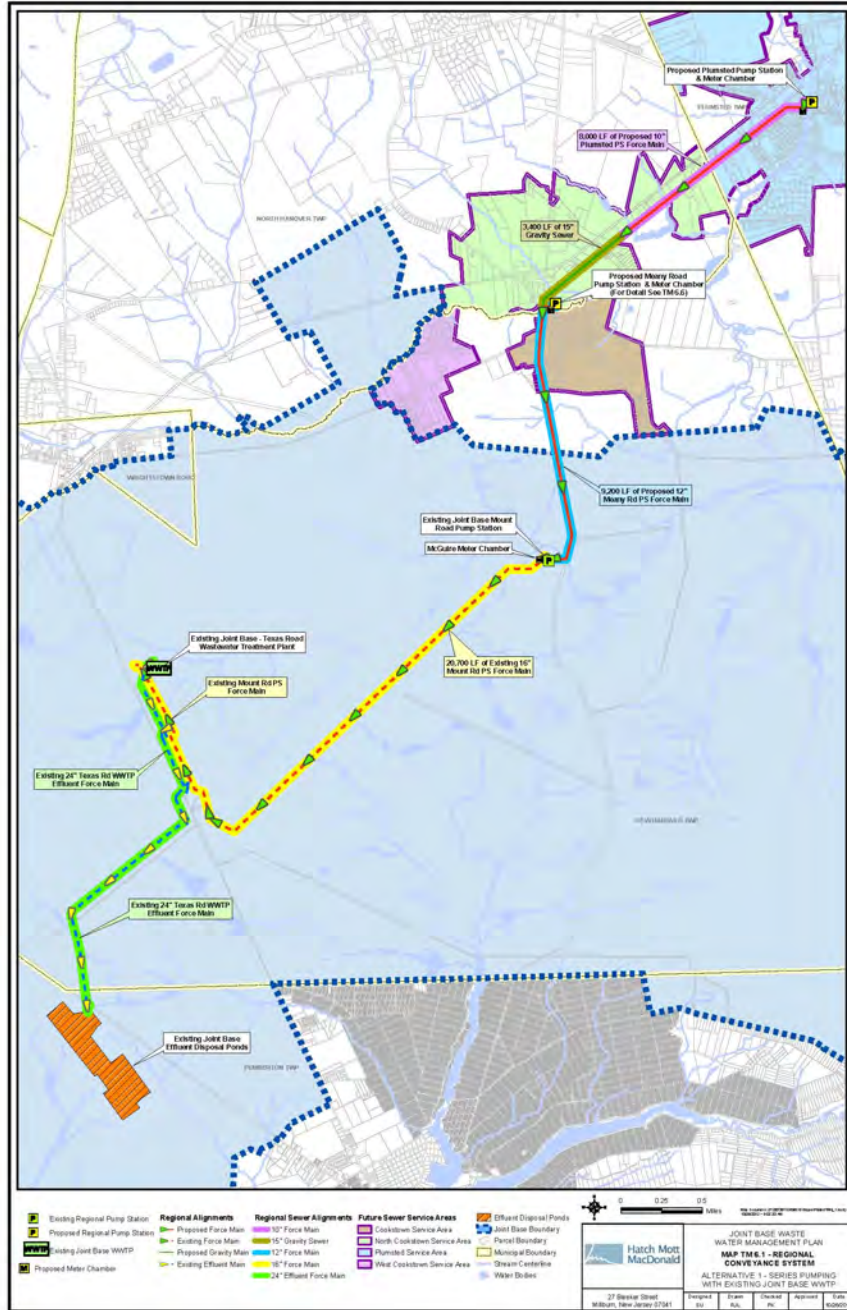 Proposed Plumsted Pump Station
& Meter Chamber
PLUMSTED TWP
8,000 LF of Proposed 10"
Plumsted PS Force Main
NORTH HANOVER TWP
3,400 LF of 15"
Gravity Sewer
Proposed Meany Road
Pump Station & Meter Chamber
(For Detail See TM 6.6)
WRIGHTSTOWN BORO
9,200 LF of Proposed 12"
Meany Rd PS Force Main
Existing Joint Base Mount
Road Pump Station
McGuire Meter Chamber
Existing Joint Base - Texas Road
Wastewater Treatment Plant
WWTP
20,700 LF of Existing 16"
Mount Rd PS Force Main
Existing Mount Rd PS
Force Main
Existing 24" Texas Rd WWTP
Effluent Force Main
NEW HANOVER TWP
Existing 24" Texas Rd WWTP
Effluent Force Main
Existing Joint Base
Effluent Disposal Ponds
PEMBERTON TWP
P Existing Regional Pump Station
P Proposed Regional Pump Station
WWTP Existing Joint Base WWTP
M Proposed Meter Chamber
Regional Alignments
Proposed Force Main
Existing Force Main
Proposed Gravity Main
Existing Effluent Main
Regional Sewer Alignments
10" Force Main
15" Gravity Sewer
12" Force Main
16" Force Main
24" Effluent Force Main
Future Sewer Service Areas
Cookstown Service Area
North Cookstown Service Area
Plumsted Service Area
West Cookstown Service Area
Effluent Disposal Ponds
Joint Base Boundary
Parcel Boundary
Municipal Boundary
Stream Centerline
Water Bodies
0 0.25 0.5
Miles
Hatch Mott
MacDonald
27 Bleeker Street
Millburn, New Jersey 07041
JOINT BASE WASTE
WATER MANAGEMENT PLAN
MAP TM 6.1 - REGIONAL
CONVEYANCE SYSTEM
ALTERNATIVE 1 - SERIES PUMPING
WITH EXISTING JOINT BASE WWTP
Designed Drawn Checked Approved Date